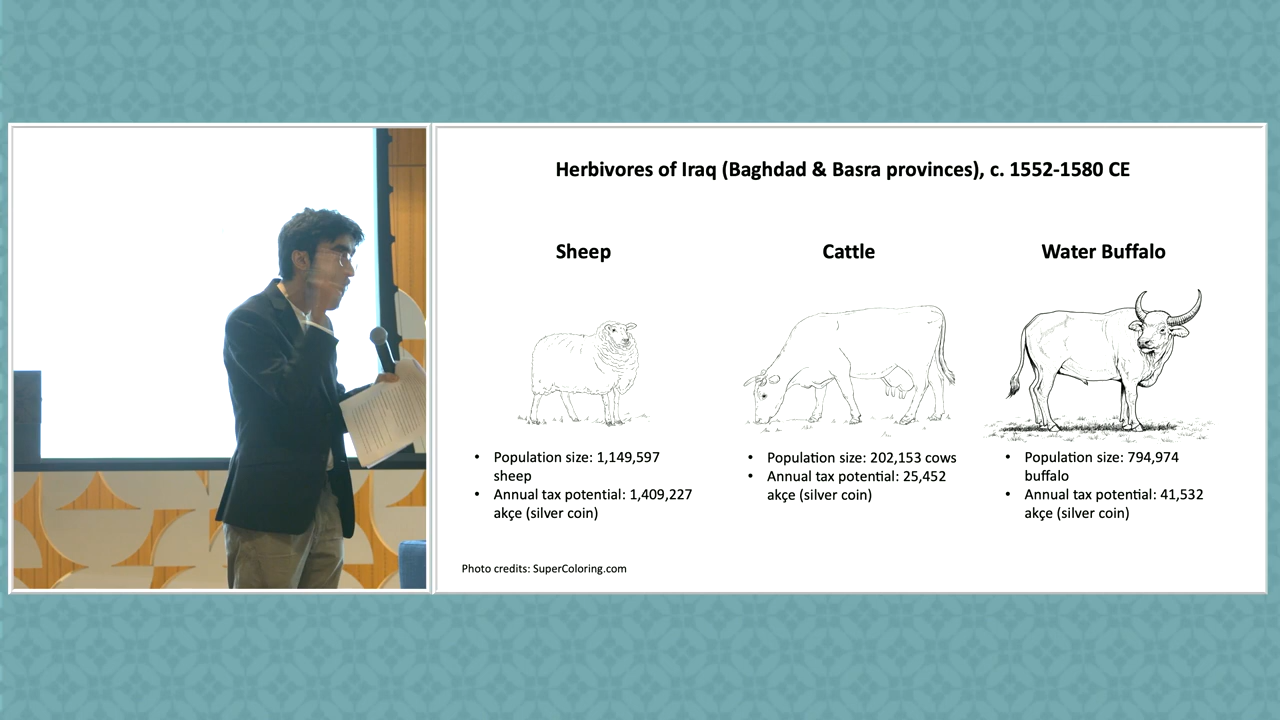 Herbivores of Iraq (Baghdad & Basra provinces), c. 1552-1580 CE
Sheep
• Population size: 1,149,597
sheep
• Annual tax potential: 1,409,227
akçe (silver coin)
Cattle
• Population size: 202,153 cows
• Annual tax potential: 25,452
akçe (silver coin)
Water Buffalo
• Population size: 794,974
buffalo
• Annual tax potential: 41,532
akçe (silver coin)
Photo credits: SuperColoring.com